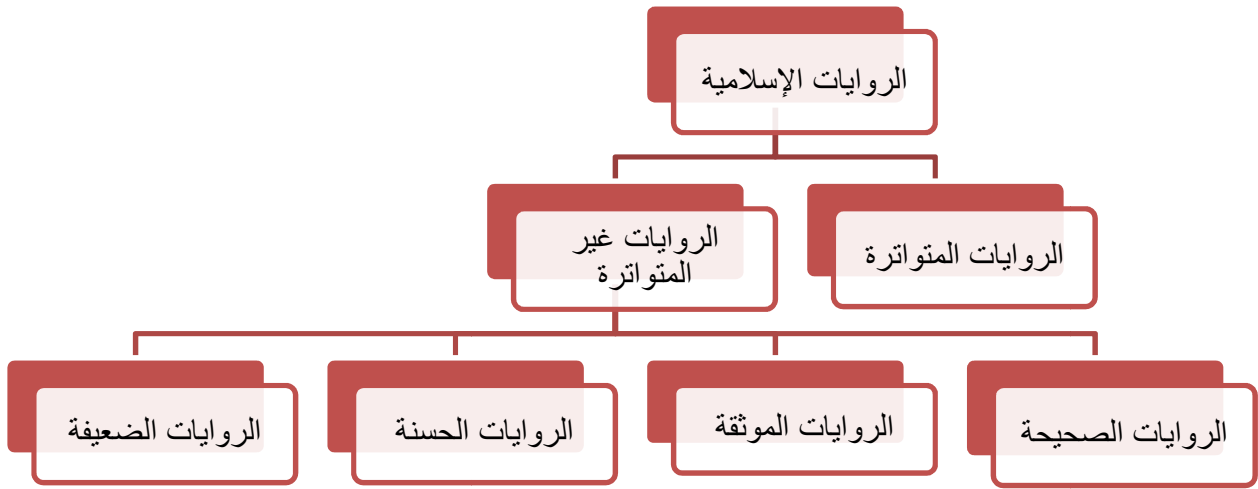 الروايات الإسلامية
الروايات المتواترة
الروايات غير
المتواترة
الروايات الصحيحة
الروايات الموثقة
الروايات الحسنة
الروايات الضعيفة